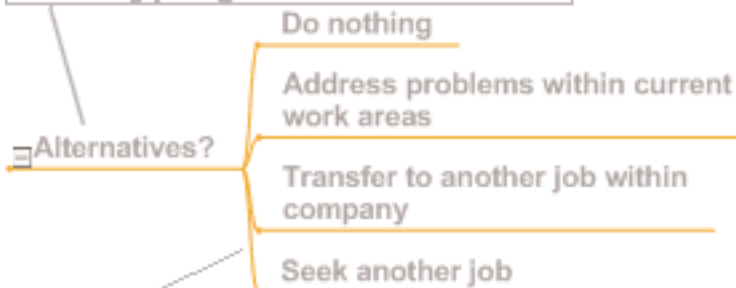 Do nothing
Address problems within current
work areas
Alternatives?
Transfer to another job within
company
Seek another job